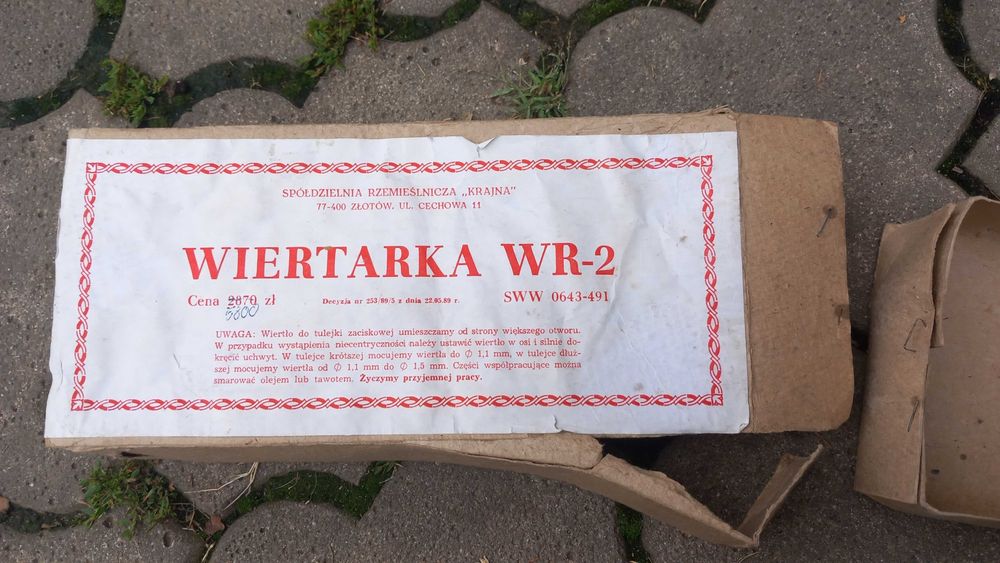 SPÓŁDZIELNIA RZEMIEŚLNICZA „KRAJNA"
77-400 ZŁOTÓW, UL. CECHOWA 11
WIERTARKA WR-2
Cena 2870 zł Decyzja nr 253/89/5 z dnia 22.05.89 r. SWW 0643-491
UWAGA: Wiertło do tulejki zaciskowej umieszczamy od strony większego otworu.
W przypadku wystąpienia niecentryczności należy ustawić wiertło w osi i silnie do-
kręcić uchwyt. W tulejce krótszej mocujemy wiertła do ∅ 1,1 mm, w tulejce dłuż-
szej mocujemy wiertła od ∅ 1,1 mm do ∅ 1,5 mm. Części współpracujące można
smarować olejem lub tawotem. Życzymy przyjemnej pracy.